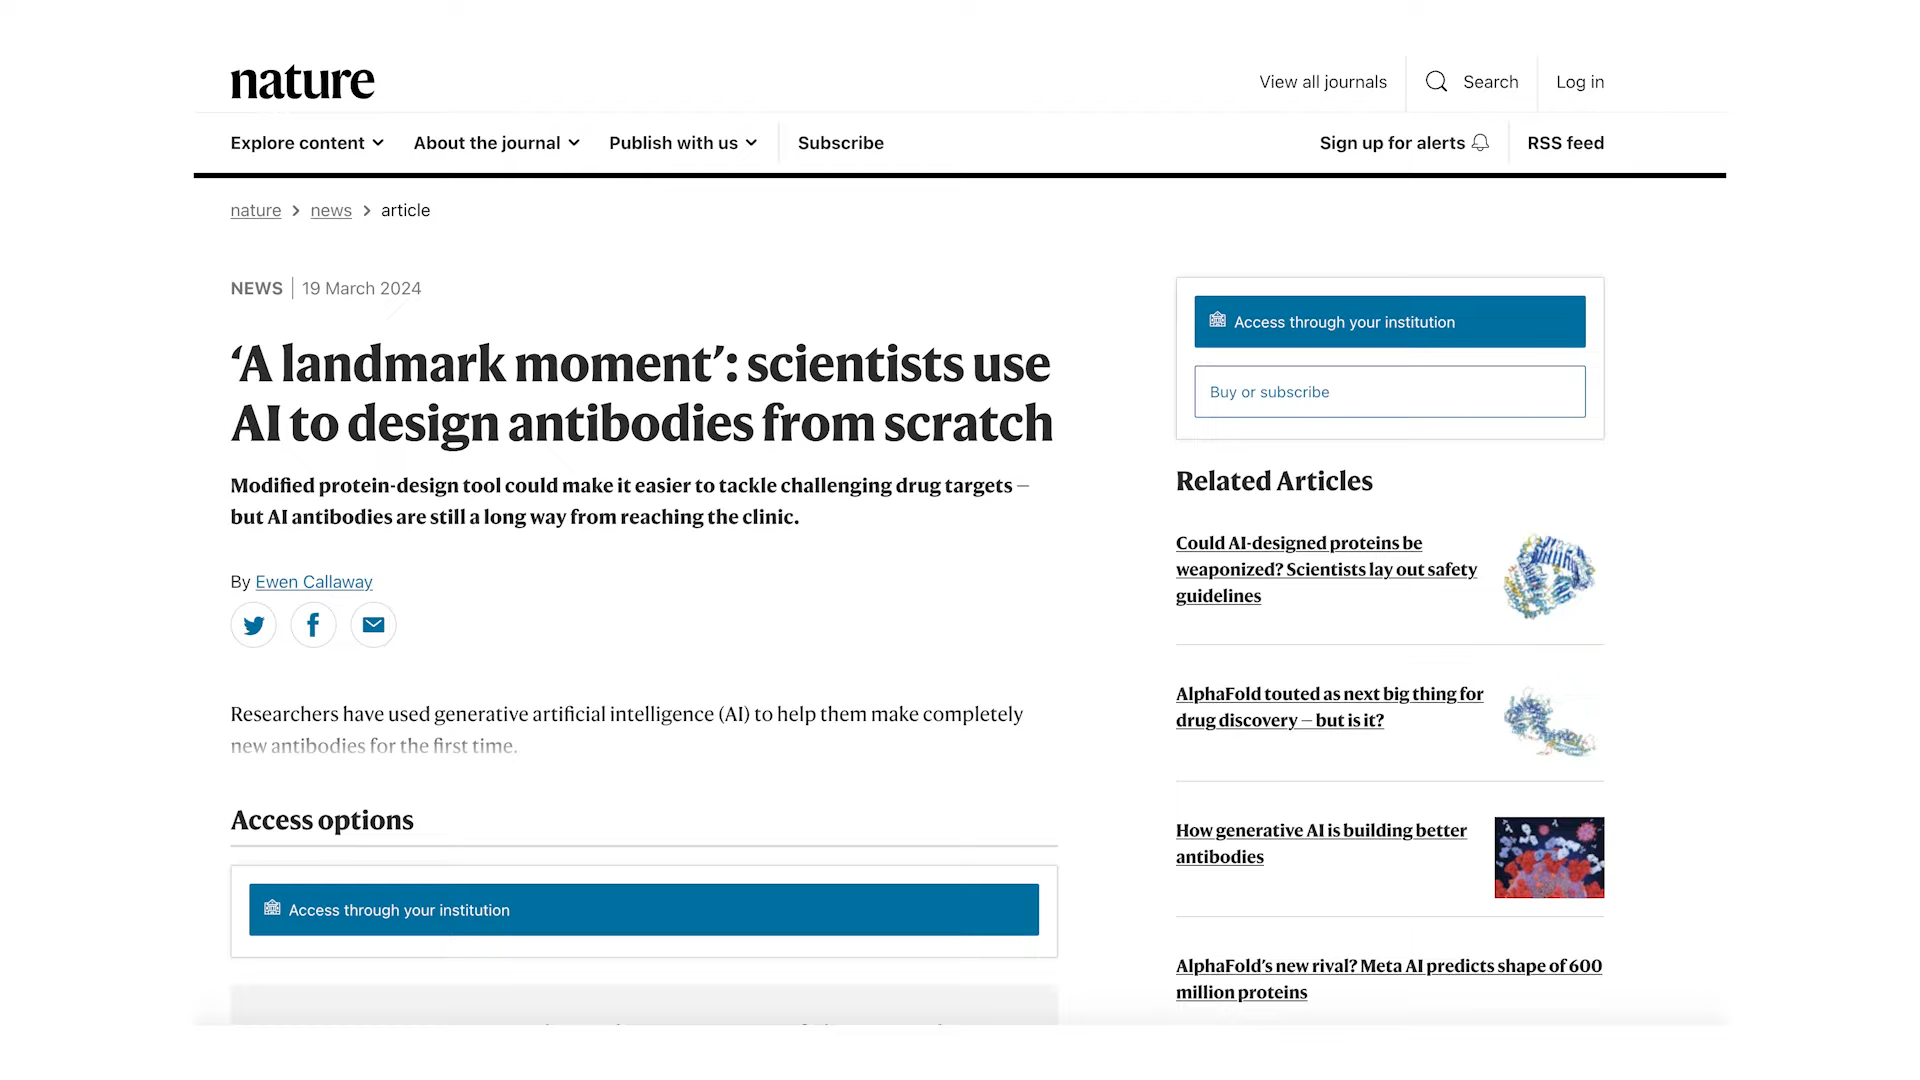 nature
View all journals
Search
Log in
Explore content
About the journal
Publish with us
Subscribe
Sign up for alerts
RSS feed
nature > news > article
NEWS | 19 March 2024
‘A landmark moment’: scientists use
AI to design antibodies from scratch
Modified protein-design tool could make it easier to tackle challenging drug targets —
but AI antibodies are still a long way from reaching the clinic.
By Ewen Callaway
Researchers have used generative artificial intelligence (AI) to help them make completely
new antibodies for the first time.
Access options
Access through your institution
Access through your institution
Buy or subscribe
Related Articles
Could AI-designed proteins be
weaponized? Scientists lay out safety
guidelines
AlphaFold touted as next big thing for
drug discovery — but is it?
How generative AI is building better
antibodies
AlphaFold’s new rival? Meta AI predicts shape of 600
million proteins